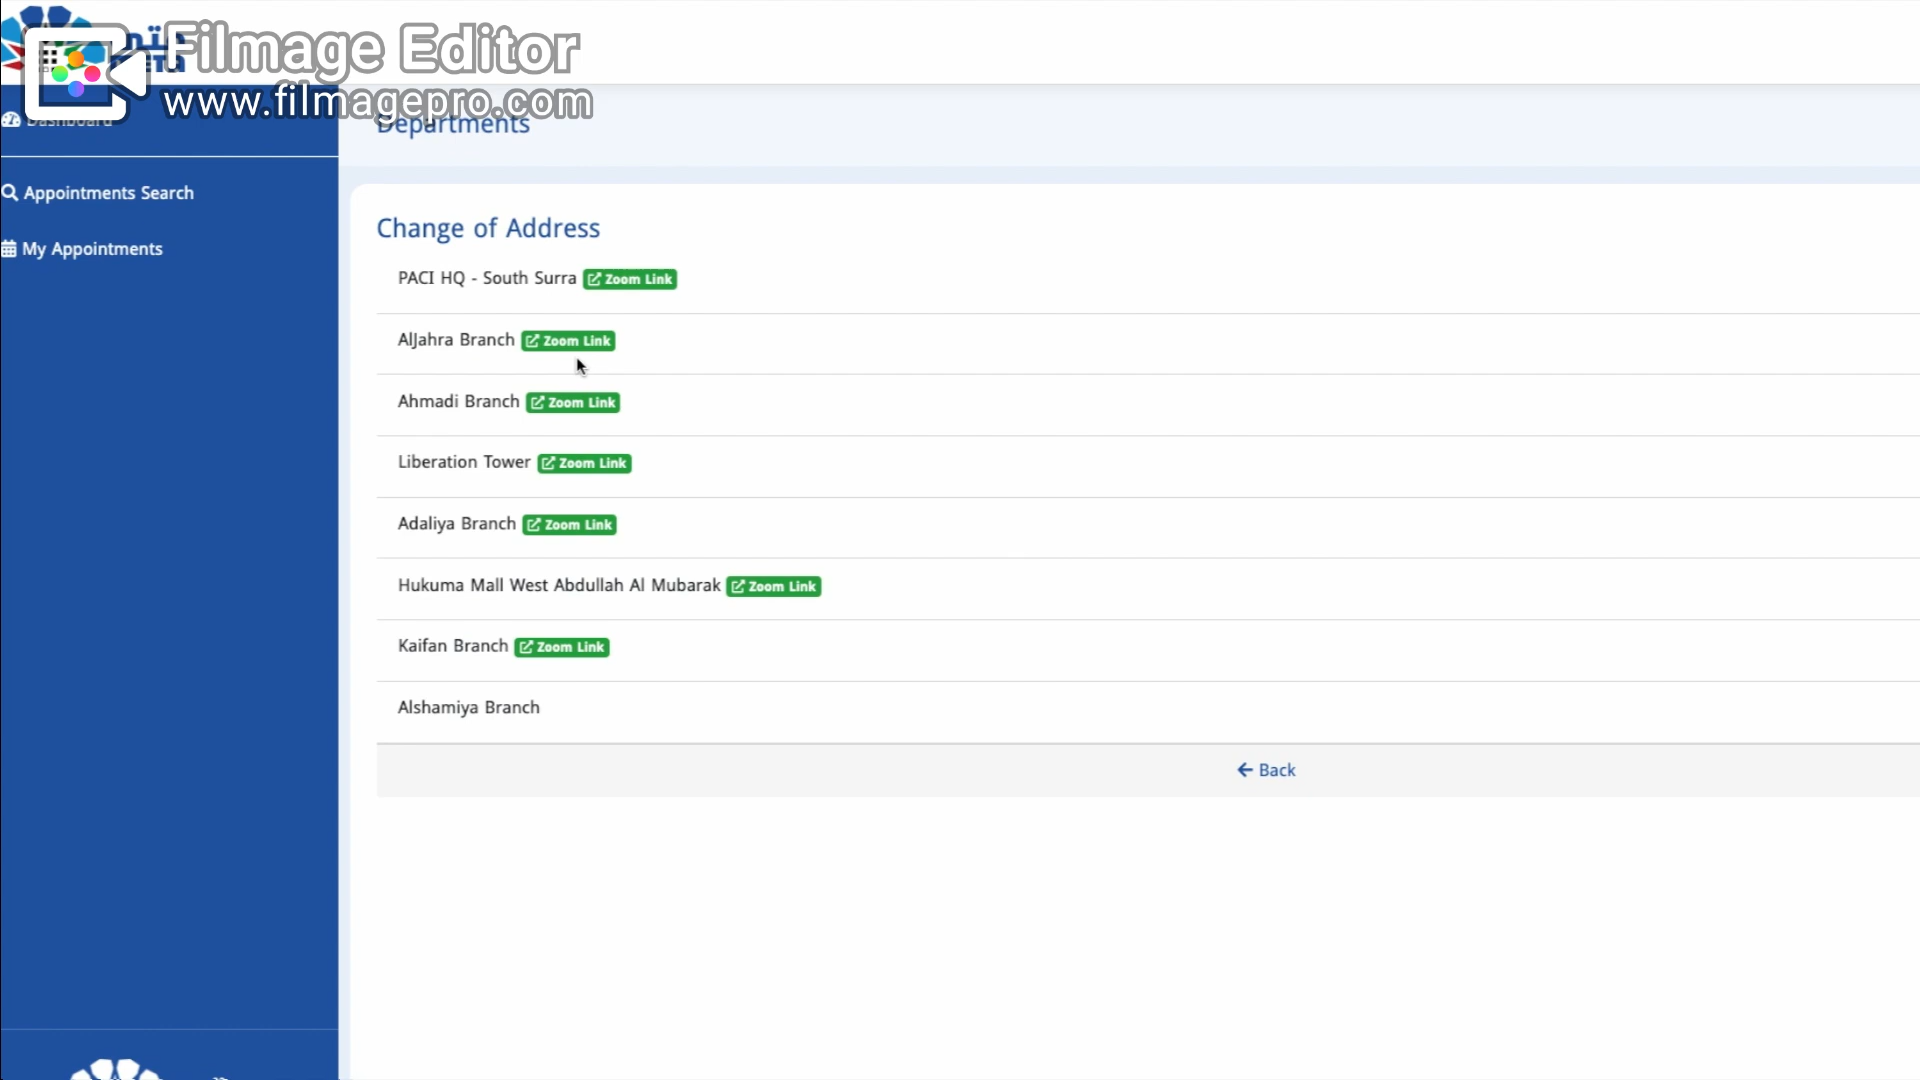 Filmage Editor
www.filmagepro.com
Dashboard
Departments
Appointments Search
My Appointments
Change of Address
PACI HQ - South Surra Zoom Link
AlJahra Branch Zoom Link
Ahmadi Branch Zoom Link
Liberation Tower Zoom Link
Adaliya Branch Zoom Link
Hukuma Mall West Abdullah Al Mubarak Zoom Link
Kaifan Branch Zoom Link
Alshamiya Branch
Back